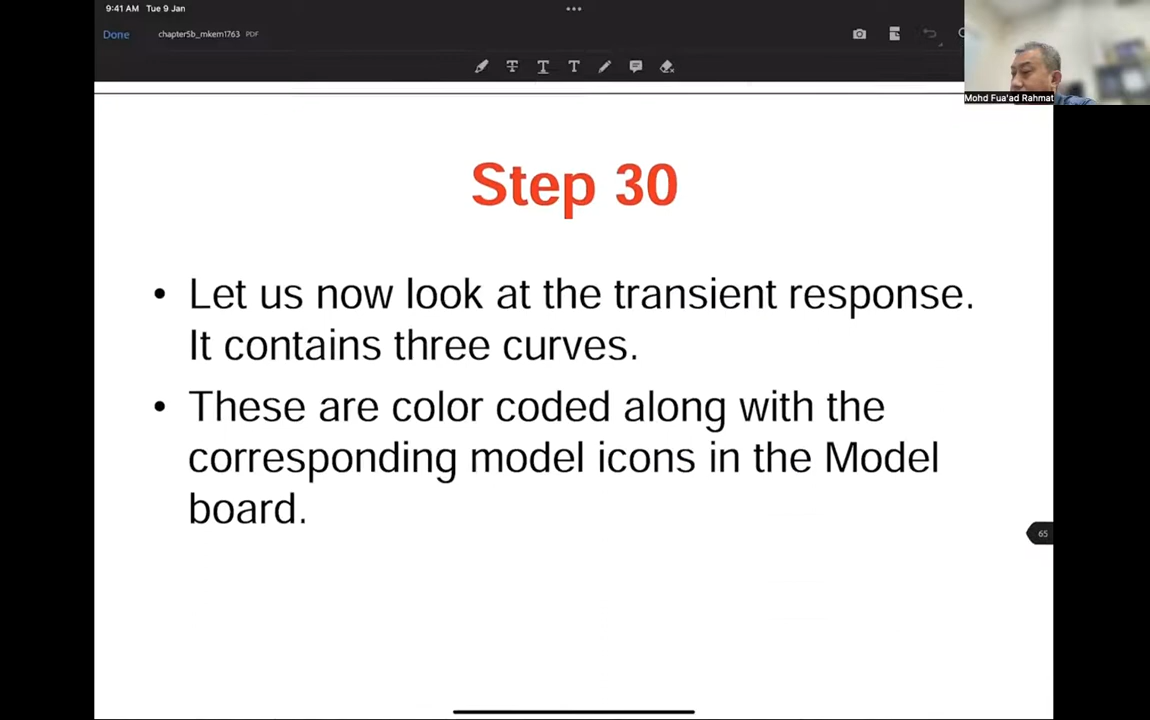 9:41 AM Tue 9 Jan
Done chapter5b_mkem1763 PDF
T T T
Mohd Fua'ad Rahmat
Step 30
• Let us now look at the transient response.
It contains three curves.
• These are color coded along with the
corresponding model icons in the Model
board.
65